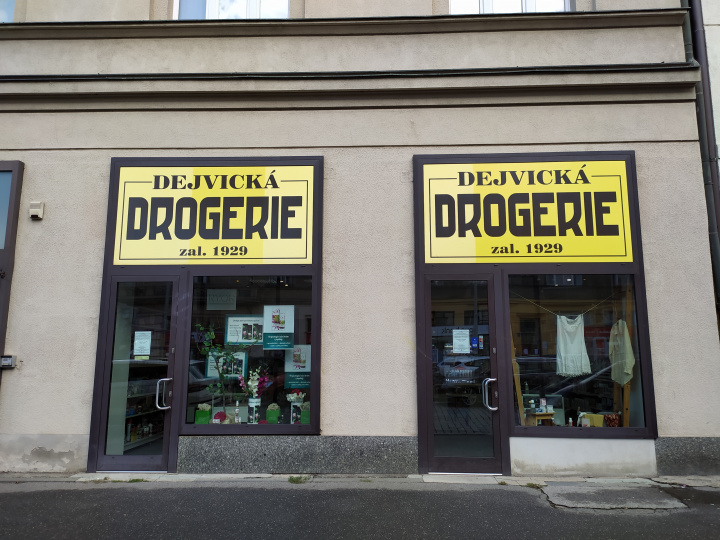 DEJVICKÁ
DROGERIE
zal. 1929
DEJVICKÁ
DROGERIE
zal. 1929